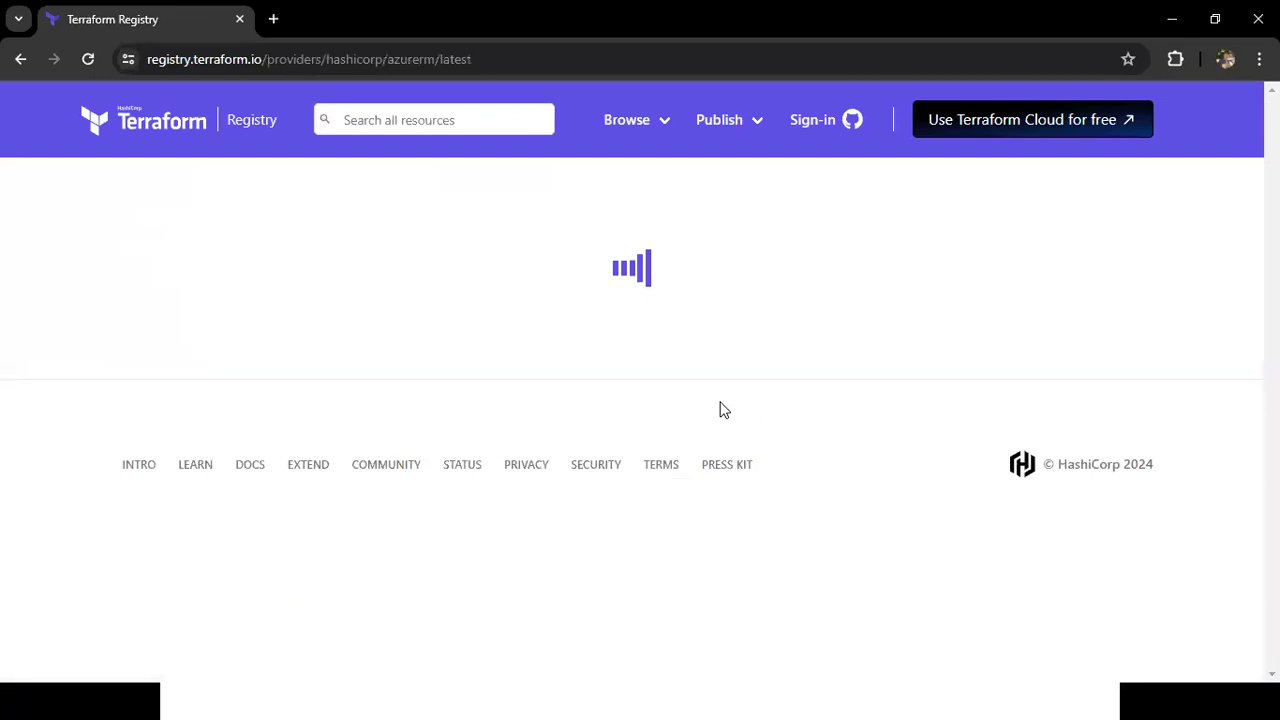 Terraform Registry
registry.terraform.io/providers/hashicorp/azurerm/latest
HashiCorp
Terraform
Registry
Search all resources
Browse
Publish
Sign-in
Use Terraform Cloud for free
INTRO LEARN DOCS EXTEND COMMUNITY STATUS PRIVACY SECURITY TERMS PRESS KIT
© HashiCorp 2024